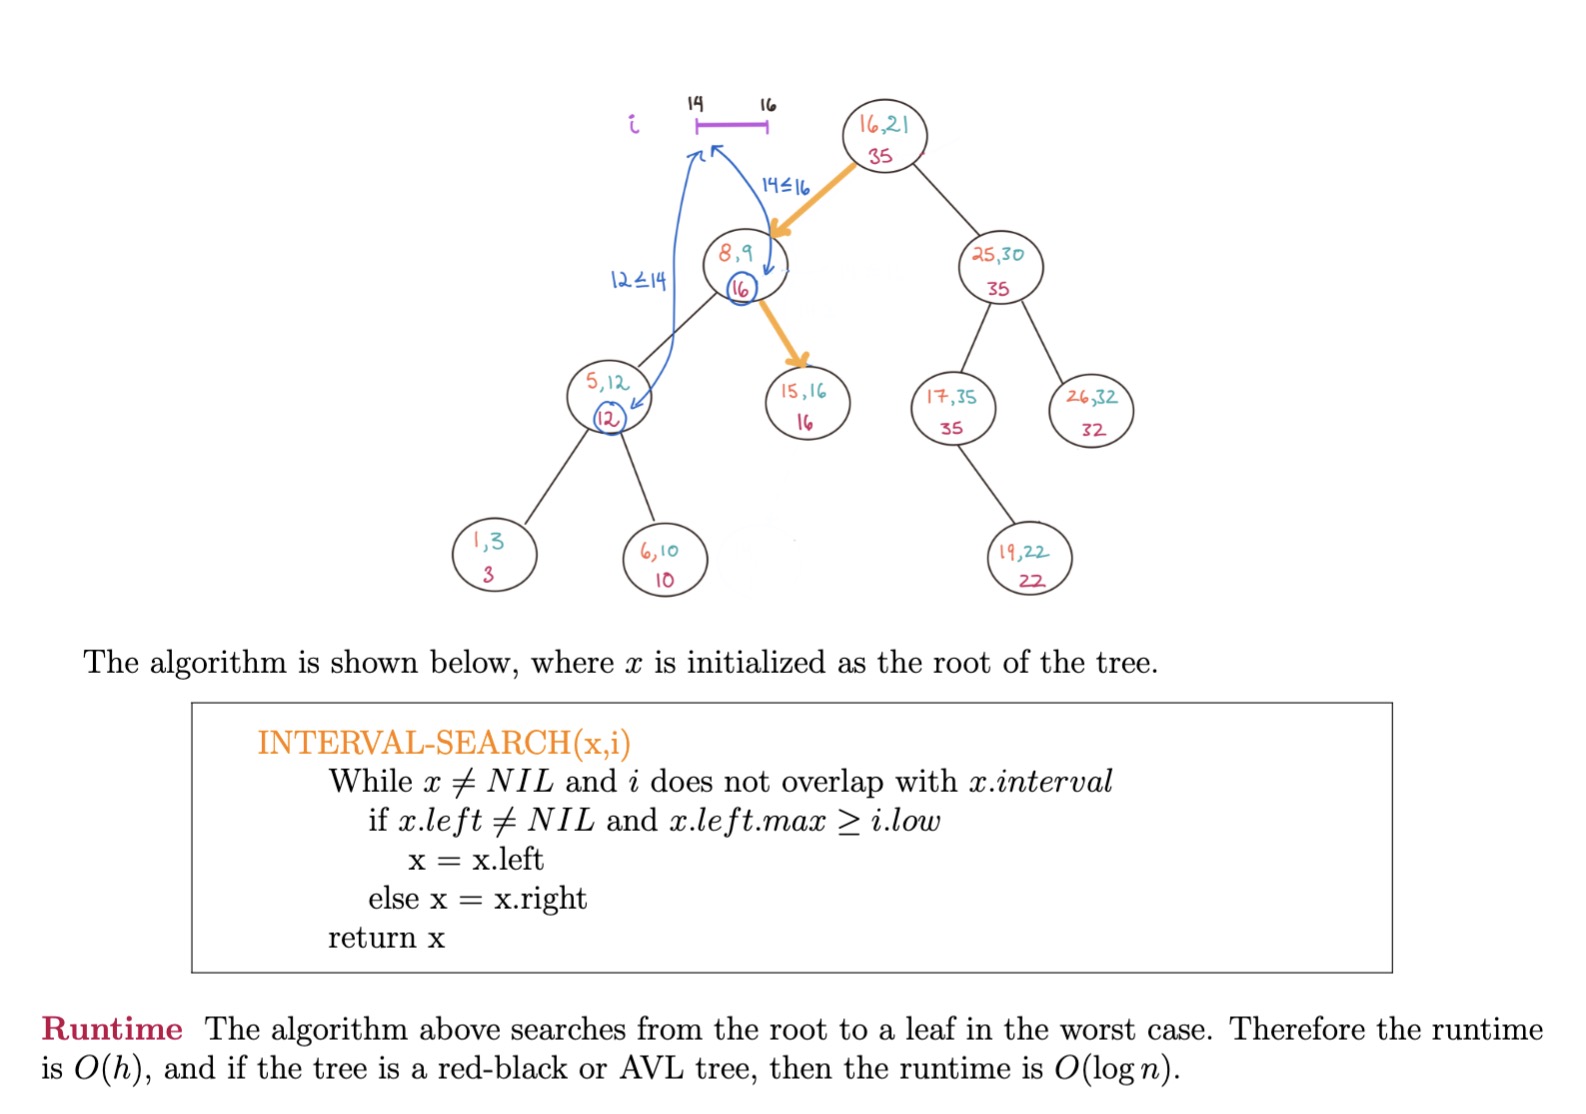 14 16
i
16,21
35
14≤16
8,9
16
25,30
35
12≤14
5,12
12
15,16
16
17,35
35
26,32
32
1,3
3
6,10
10
19,22
22
The algorithm is shown below, where x is initialized as the root of the tree.
INTERVAL-SEARCH(x,i)
While x ≠ NIL and i does not overlap with x.interval
if x.left ≠ NIL and x.left.max ≥ i.low
x = x.left
else x = x.right
return x
Runtime The algorithm above searches from the root to a leaf in the worst case. Therefore the runtime
is O(h), and if the tree is a red-black or AVL tree, then the runtime is O(log n).